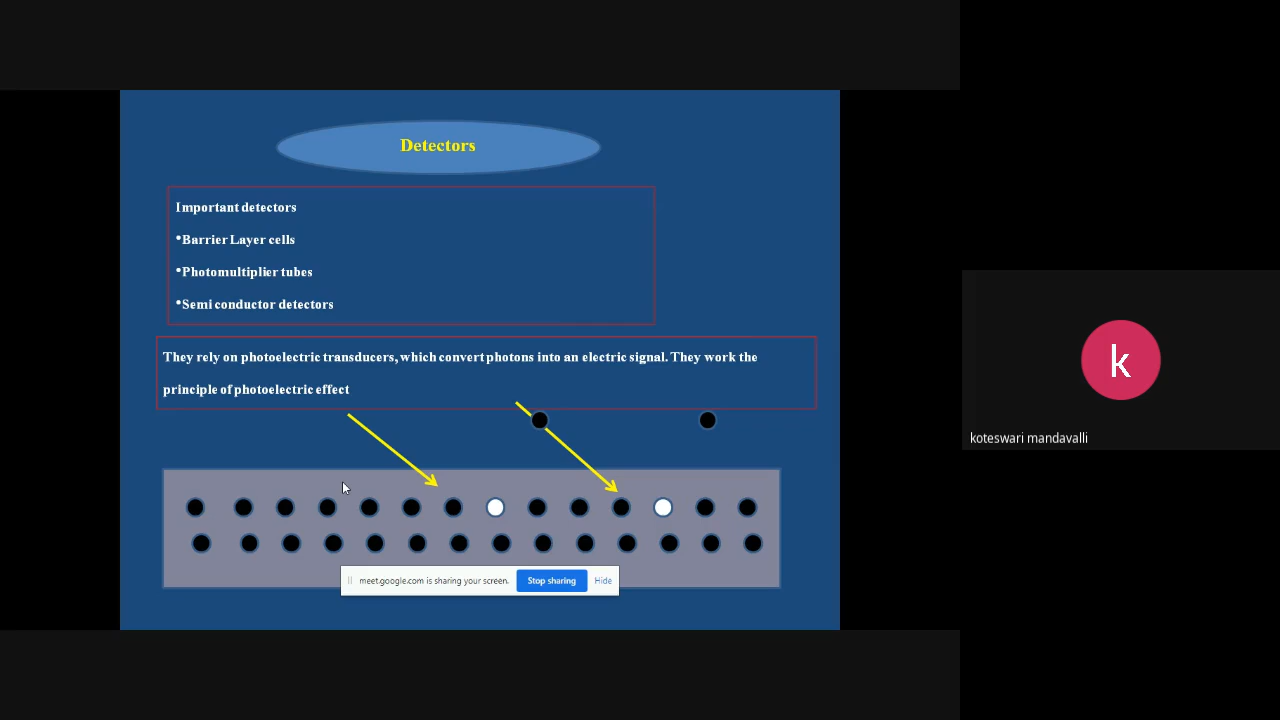 Detectors
Important detectors
•Barrier Layer cells
•Photomultiplier tubes
•Semi conductor detectors
They rely on photoelectric transducers, which convert photons into an electric signal. They work the
principle of photoelectric effect
k
koteswari mandavalli
meet.google.com is sharing your screen. Stop sharing Hide